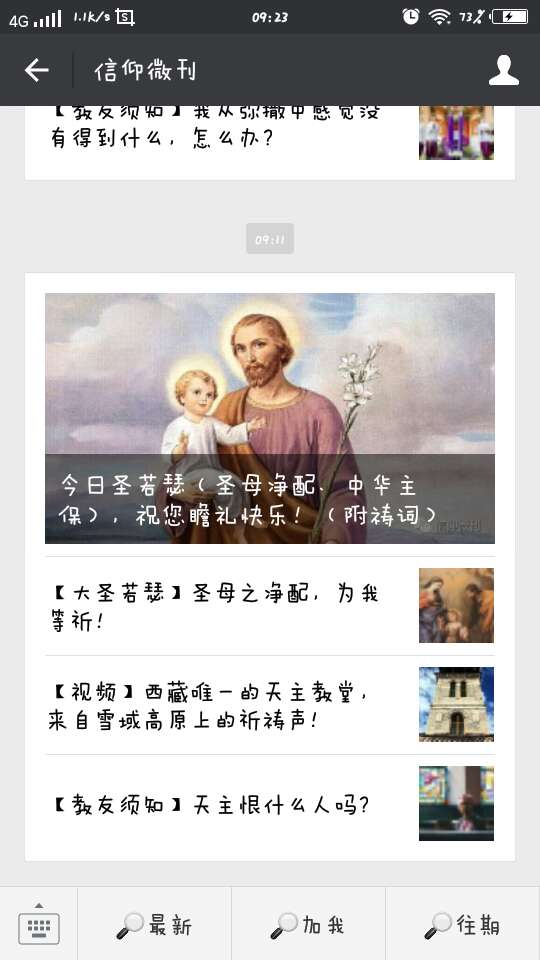 4G 1.1k/s 09:23 73%
信仰微刊
【教友须知】我从弥撒中感觉没
有得到什么，怎么办？
09:11
今日圣若瑟（圣母净配、中华主
保），祝您瞻礼快乐！（附祷词）
信仰微刊
【大圣若瑟】圣母之净配，为我
等祈！
【视频】西藏唯一的天主教堂，
来自雪域高原上的祈祷声！
【教友须知】天主恨什么人吗？
最新 加我 往期